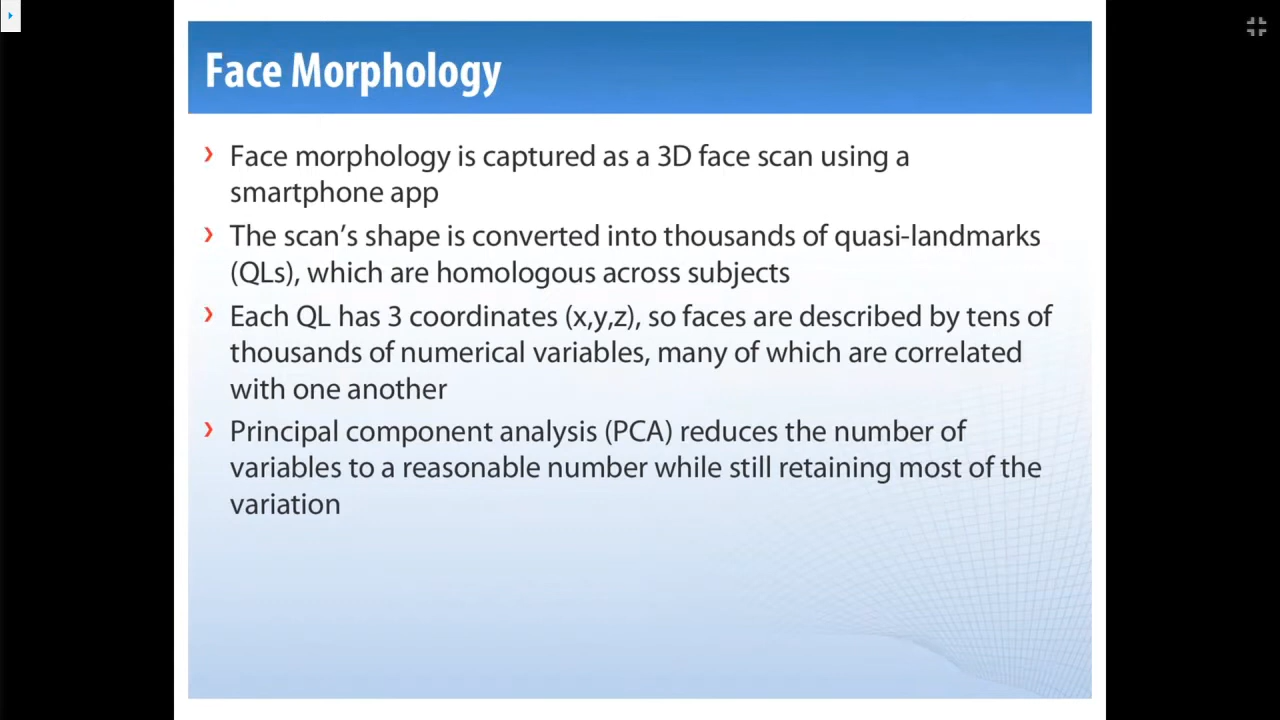 Face Morphology
› Face morphology is captured as a 3D face scan using a
smartphone app
› The scan’s shape is converted into thousands of quasi-landmarks
(QLs), which are homologous across subjects
› Each QL has 3 coordinates (x,y,z), so faces are described by tens of
thousands of numerical variables, many of which are correlated
with one another
› Principal component analysis (PCA) reduces the number of
variables to a reasonable number while still retaining most of the
variation